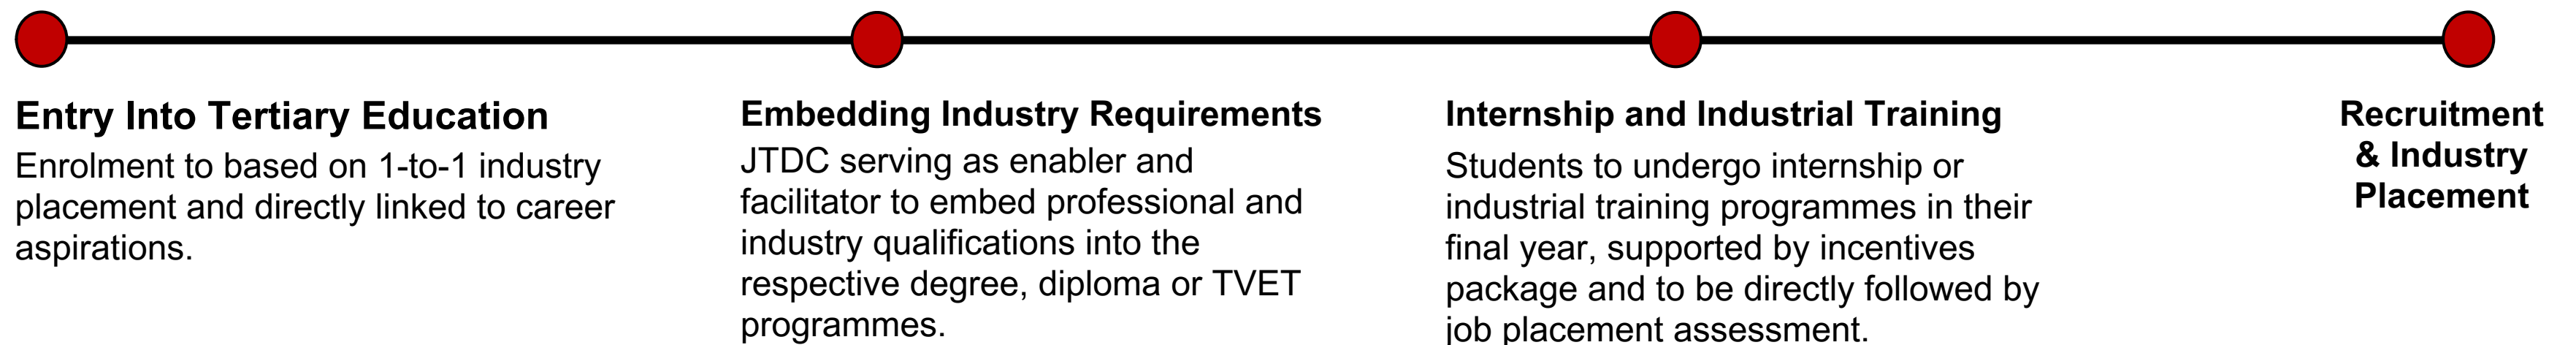 Entry Into Tertiary Education
Enrolment to based on 1-to-1 industry
placement and directly linked to career
aspirations.
Embedding Industry Requirements
JTDC serving as enabler and
facilitator to embed professional and
industry qualifications into the
respective degree, diploma or TVET
programmes.
Internship and Industrial Training
Students to undergo internship or
industrial training programmes in their
final year, supported by incentives
package and to be directly followed by
job placement assessment.
Recruitment
& Industry
Placement